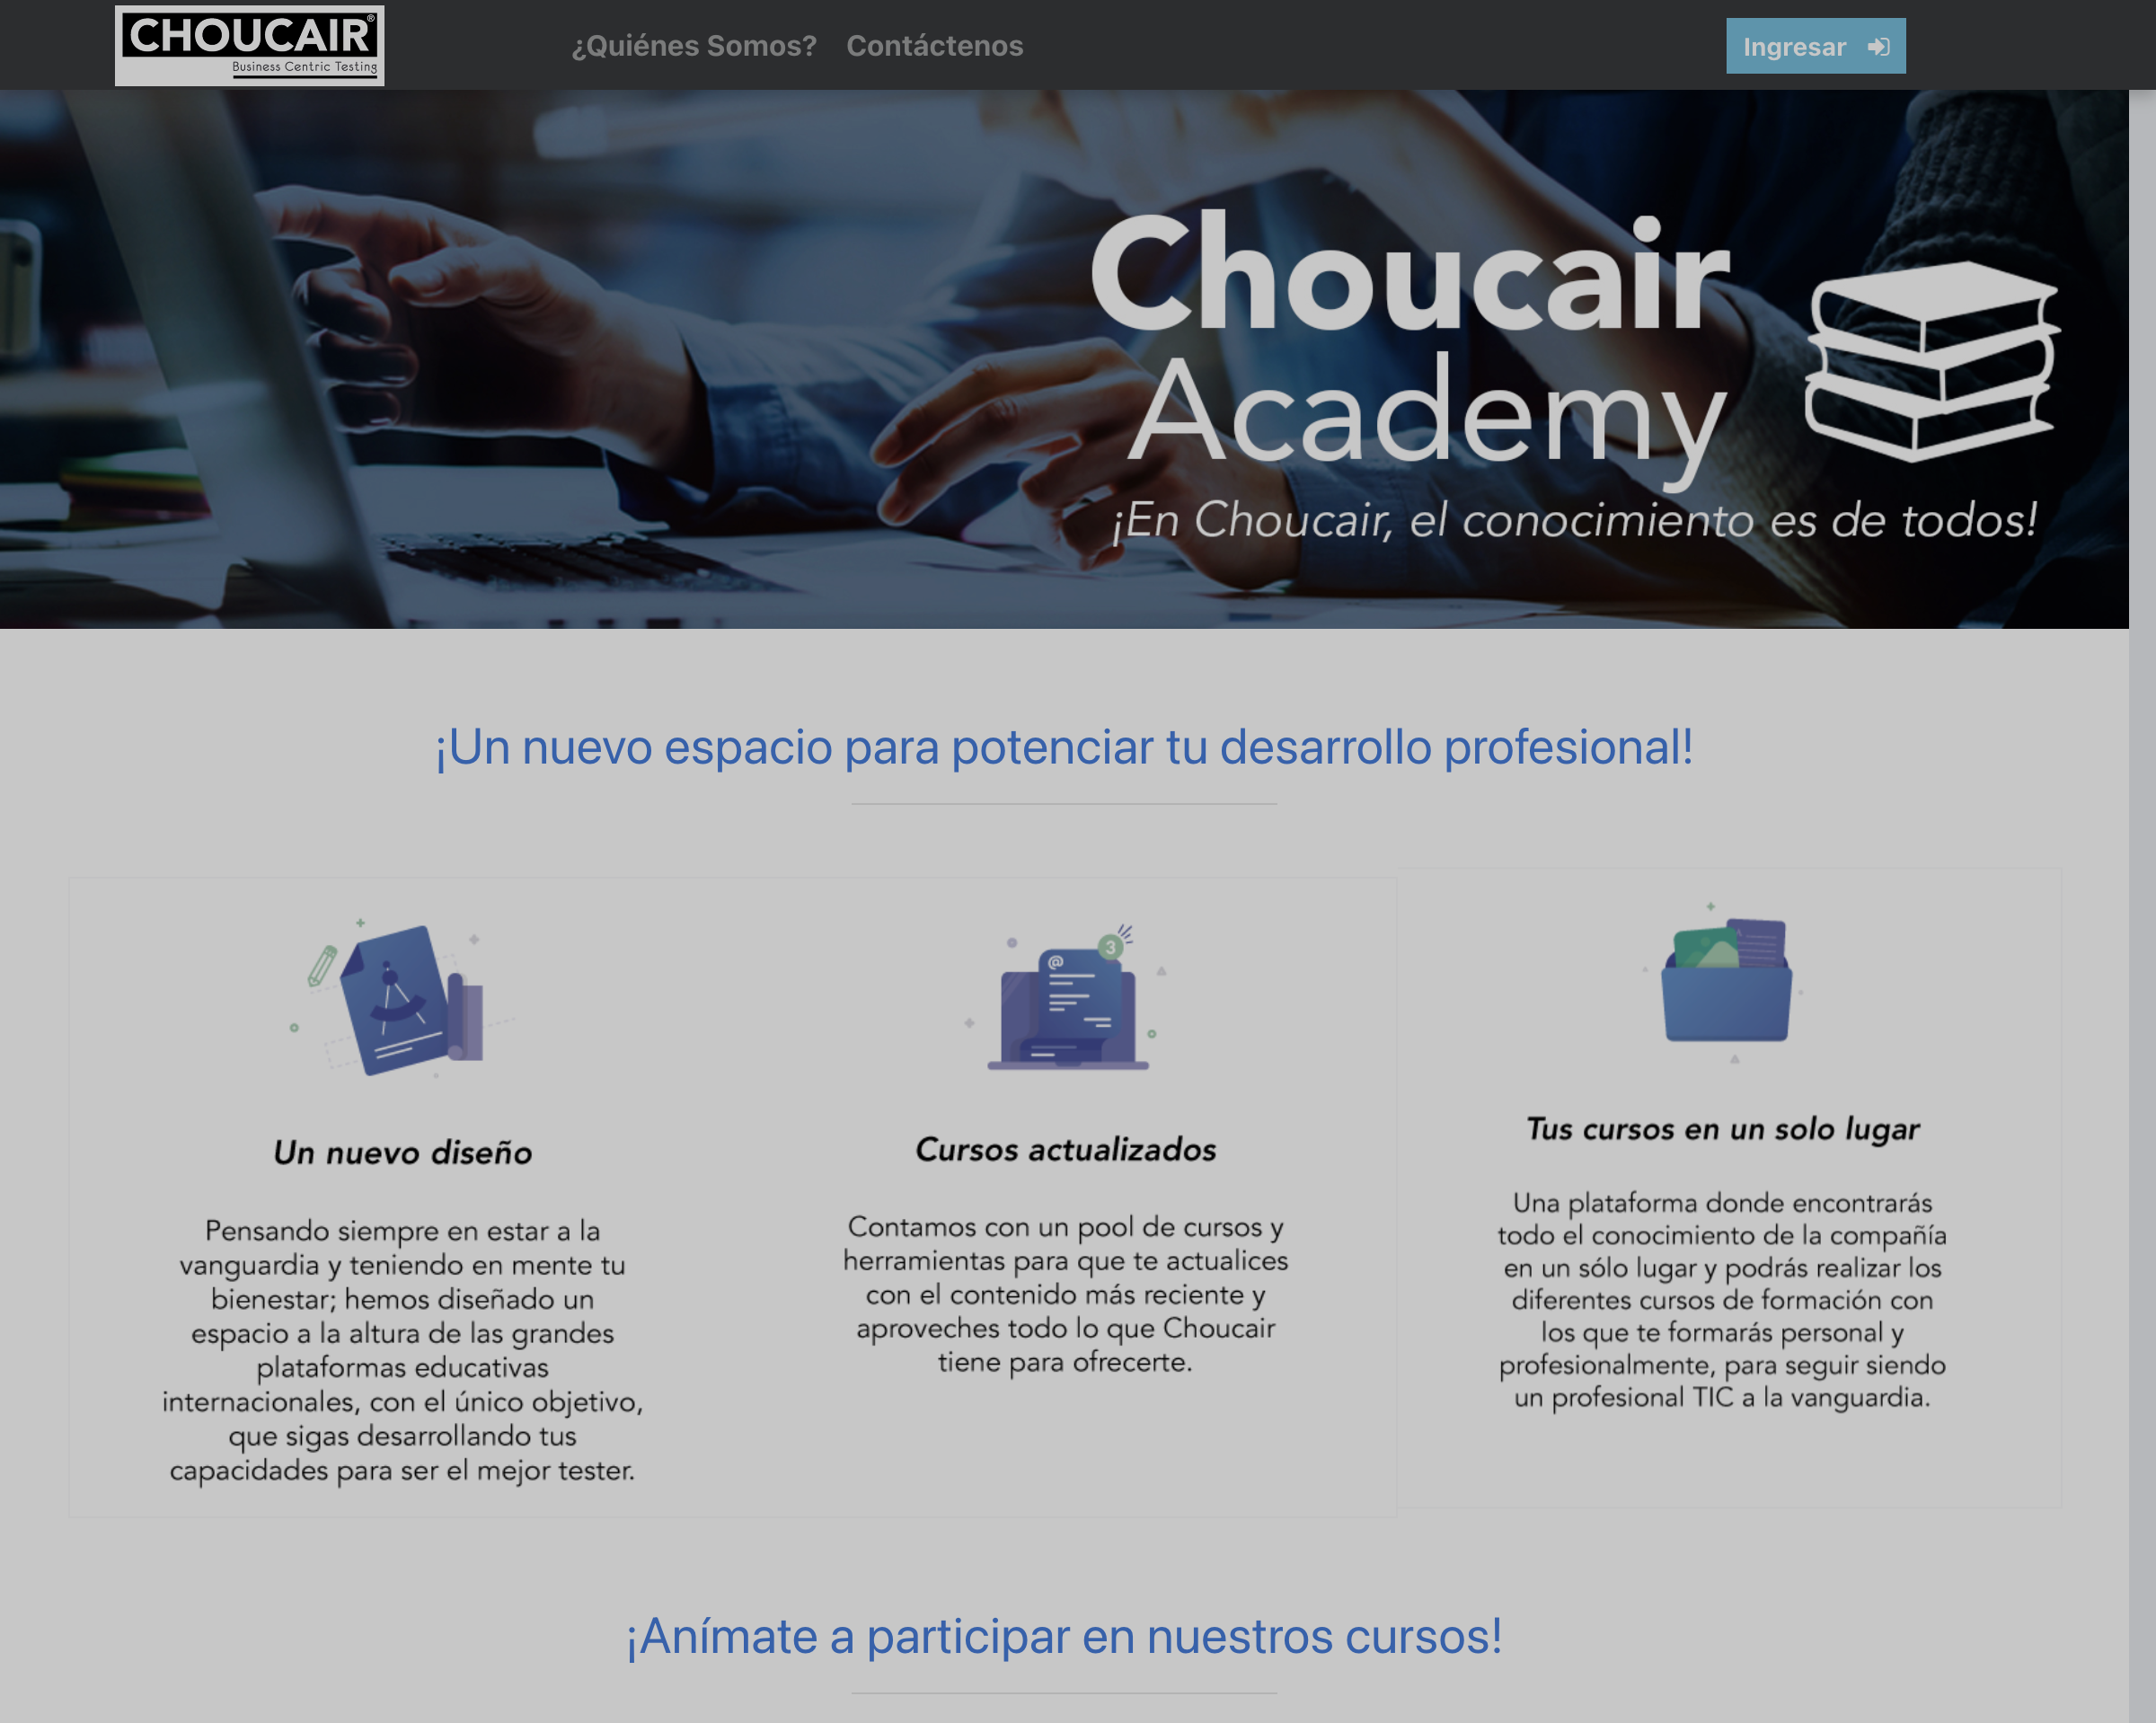 CHOUCAIR®
Business Centric Testing
¿Quiénes Somos?
Contáctenos
Ingresar
Choucair
Academy
¡En Choucair, el conocimiento es de todos!
¡Un nuevo espacio para potenciar tu desarrollo profesional!
Un nuevo diseño
Pensando siempre en estar a la
vanguardia y teniendo en mente tu
bienestar; hemos diseñado un
espacio a la altura de las grandes
plataformas educativas
internacionales, con el único objetivo,
que sigas desarrollando tus
capacidades para ser el mejor tester.
@
3
Cursos actualizados
Contamos con un pool de cursos y
herramientas para que te actualices
con el contenido más reciente y
aproveches todo lo que Choucair
tiene para ofrecerte.
A
Tus cursos en un solo lugar
Una plataforma donde encontrarás
todo el conocimiento de la compañía
en un sólo lugar y podrás realizar los
diferentes cursos de formación con
los que te formarás personal y
profesionalmente, para seguir siendo
un profesional TIC a la vanguardia.
¡Anímate a participar en nuestros cursos!